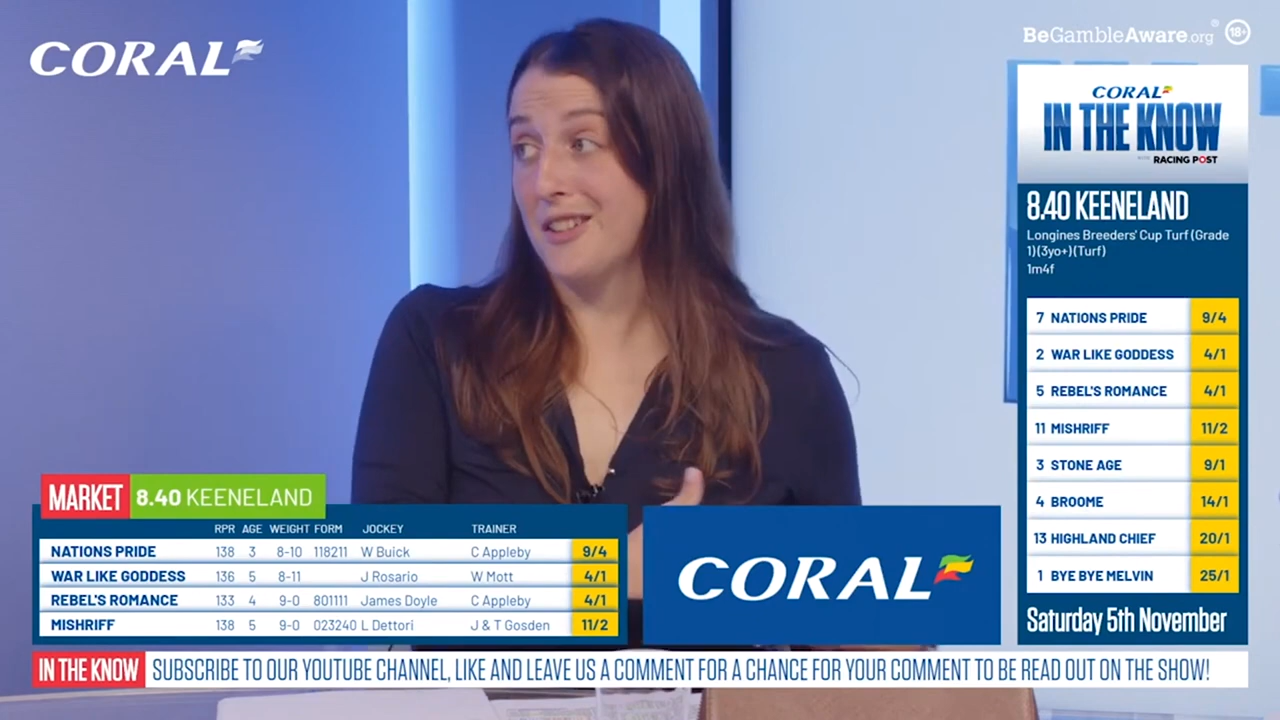 CORAL
BeGambleAware.org® 18+
CORAL
IN THE KNOW
WITH RACING POST
8.40 KEENELAND
Longines Breeders' Cup Turf (Grade
1)(3yo+)(Turf)
1m4f
7 NATIONS PRIDE 9/4
2 WAR LIKE GODDESS 4/1
5 REBEL'S ROMANCE 4/1
11 MISHRIFF 11/2
3 STONE AGE 9/1
4 BROOME 14/1
13 HIGHLAND CHIEF 20/1
1 BYE BYE MELVIN 25/1
Saturday 5th November
MARKET 8.40 KEENELAND
RPR AGE WEIGHT FORM JOCKEY TRAINER
NATIONS PRIDE 138 3 8-10 118211 W Buick C Appleby 9/4
WAR LIKE GODDESS 136 5 8-11 J Rosario W Mott 4/1
REBEL'S ROMANCE 133 4 9-0 801111 James Doyle C Appleby 4/1
MISHRIFF 138 5 9-0 023240 L Dettori J & T Gosden 11/2
CORAL
IN THE KNOW SUBSCRIBE TO OUR YOUTUBE CHANNEL, LIKE AND LEAVE US A COMMENT FOR A CHANCE FOR YOUR COMMENT TO BE READ OUT ON THE SHOW!